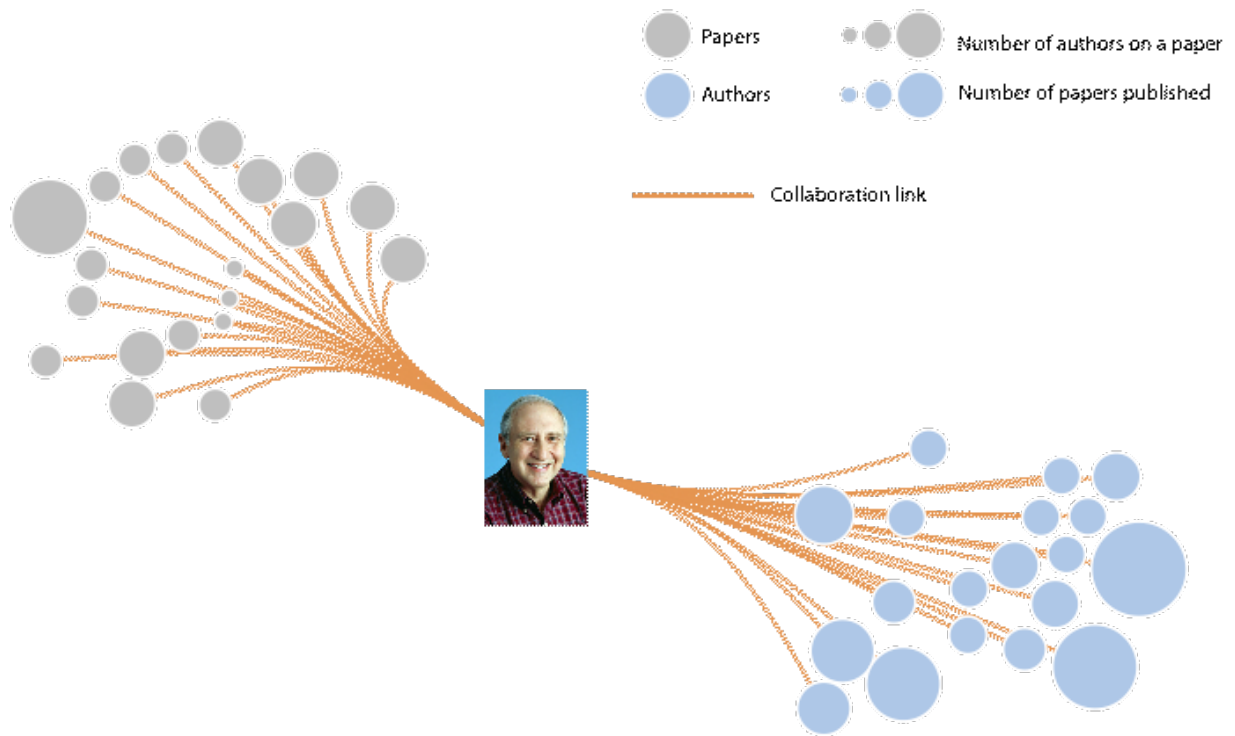 Papers
Number of authors on a paper
Authors
Number of papers published
Collaboration link